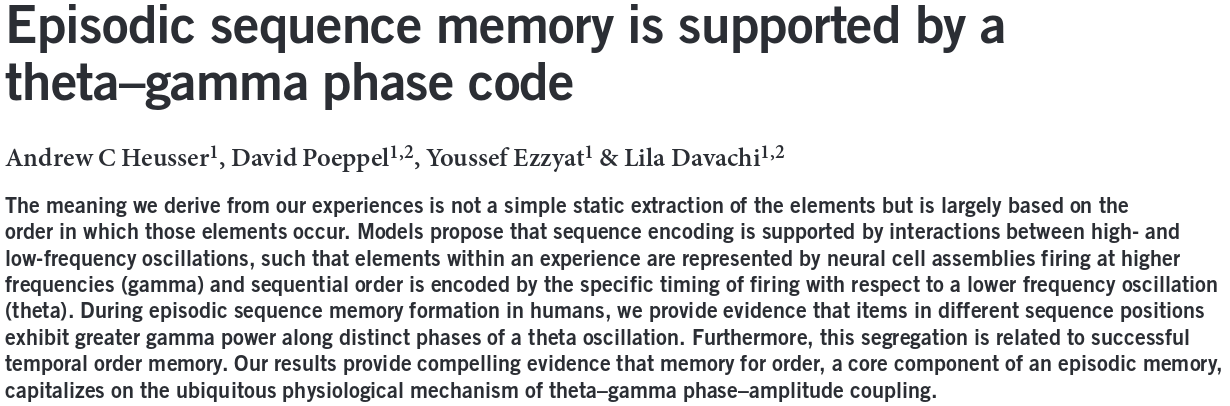 Episodic sequence memory is supported by a
theta–gamma phase code
Andrew C Heusser1, David Poeppel1,2, Youssef Ezzyat1 & Lila Davachi1,2
The meaning we derive from our experiences is not a simple static extraction of the elements but is largely based on the
order in which those elements occur. Models propose that sequence encoding is supported by interactions between high- and
low-frequency oscillations, such that elements within an experience are represented by neural cell assemblies firing at higher
frequencies (gamma) and sequential order is encoded by the specific timing of firing with respect to a lower frequency oscillation
(theta). During episodic sequence memory formation in humans, we provide evidence that items in different sequence positions
exhibit greater gamma power along distinct phases of a theta oscillation. Furthermore, this segregation is related to successful
temporal order memory. Our results provide compelling evidence that memory for order, a core component of an episodic memory,
capitalizes on the ubiquitous physiological mechanism of theta–gamma phase–amplitude coupling.